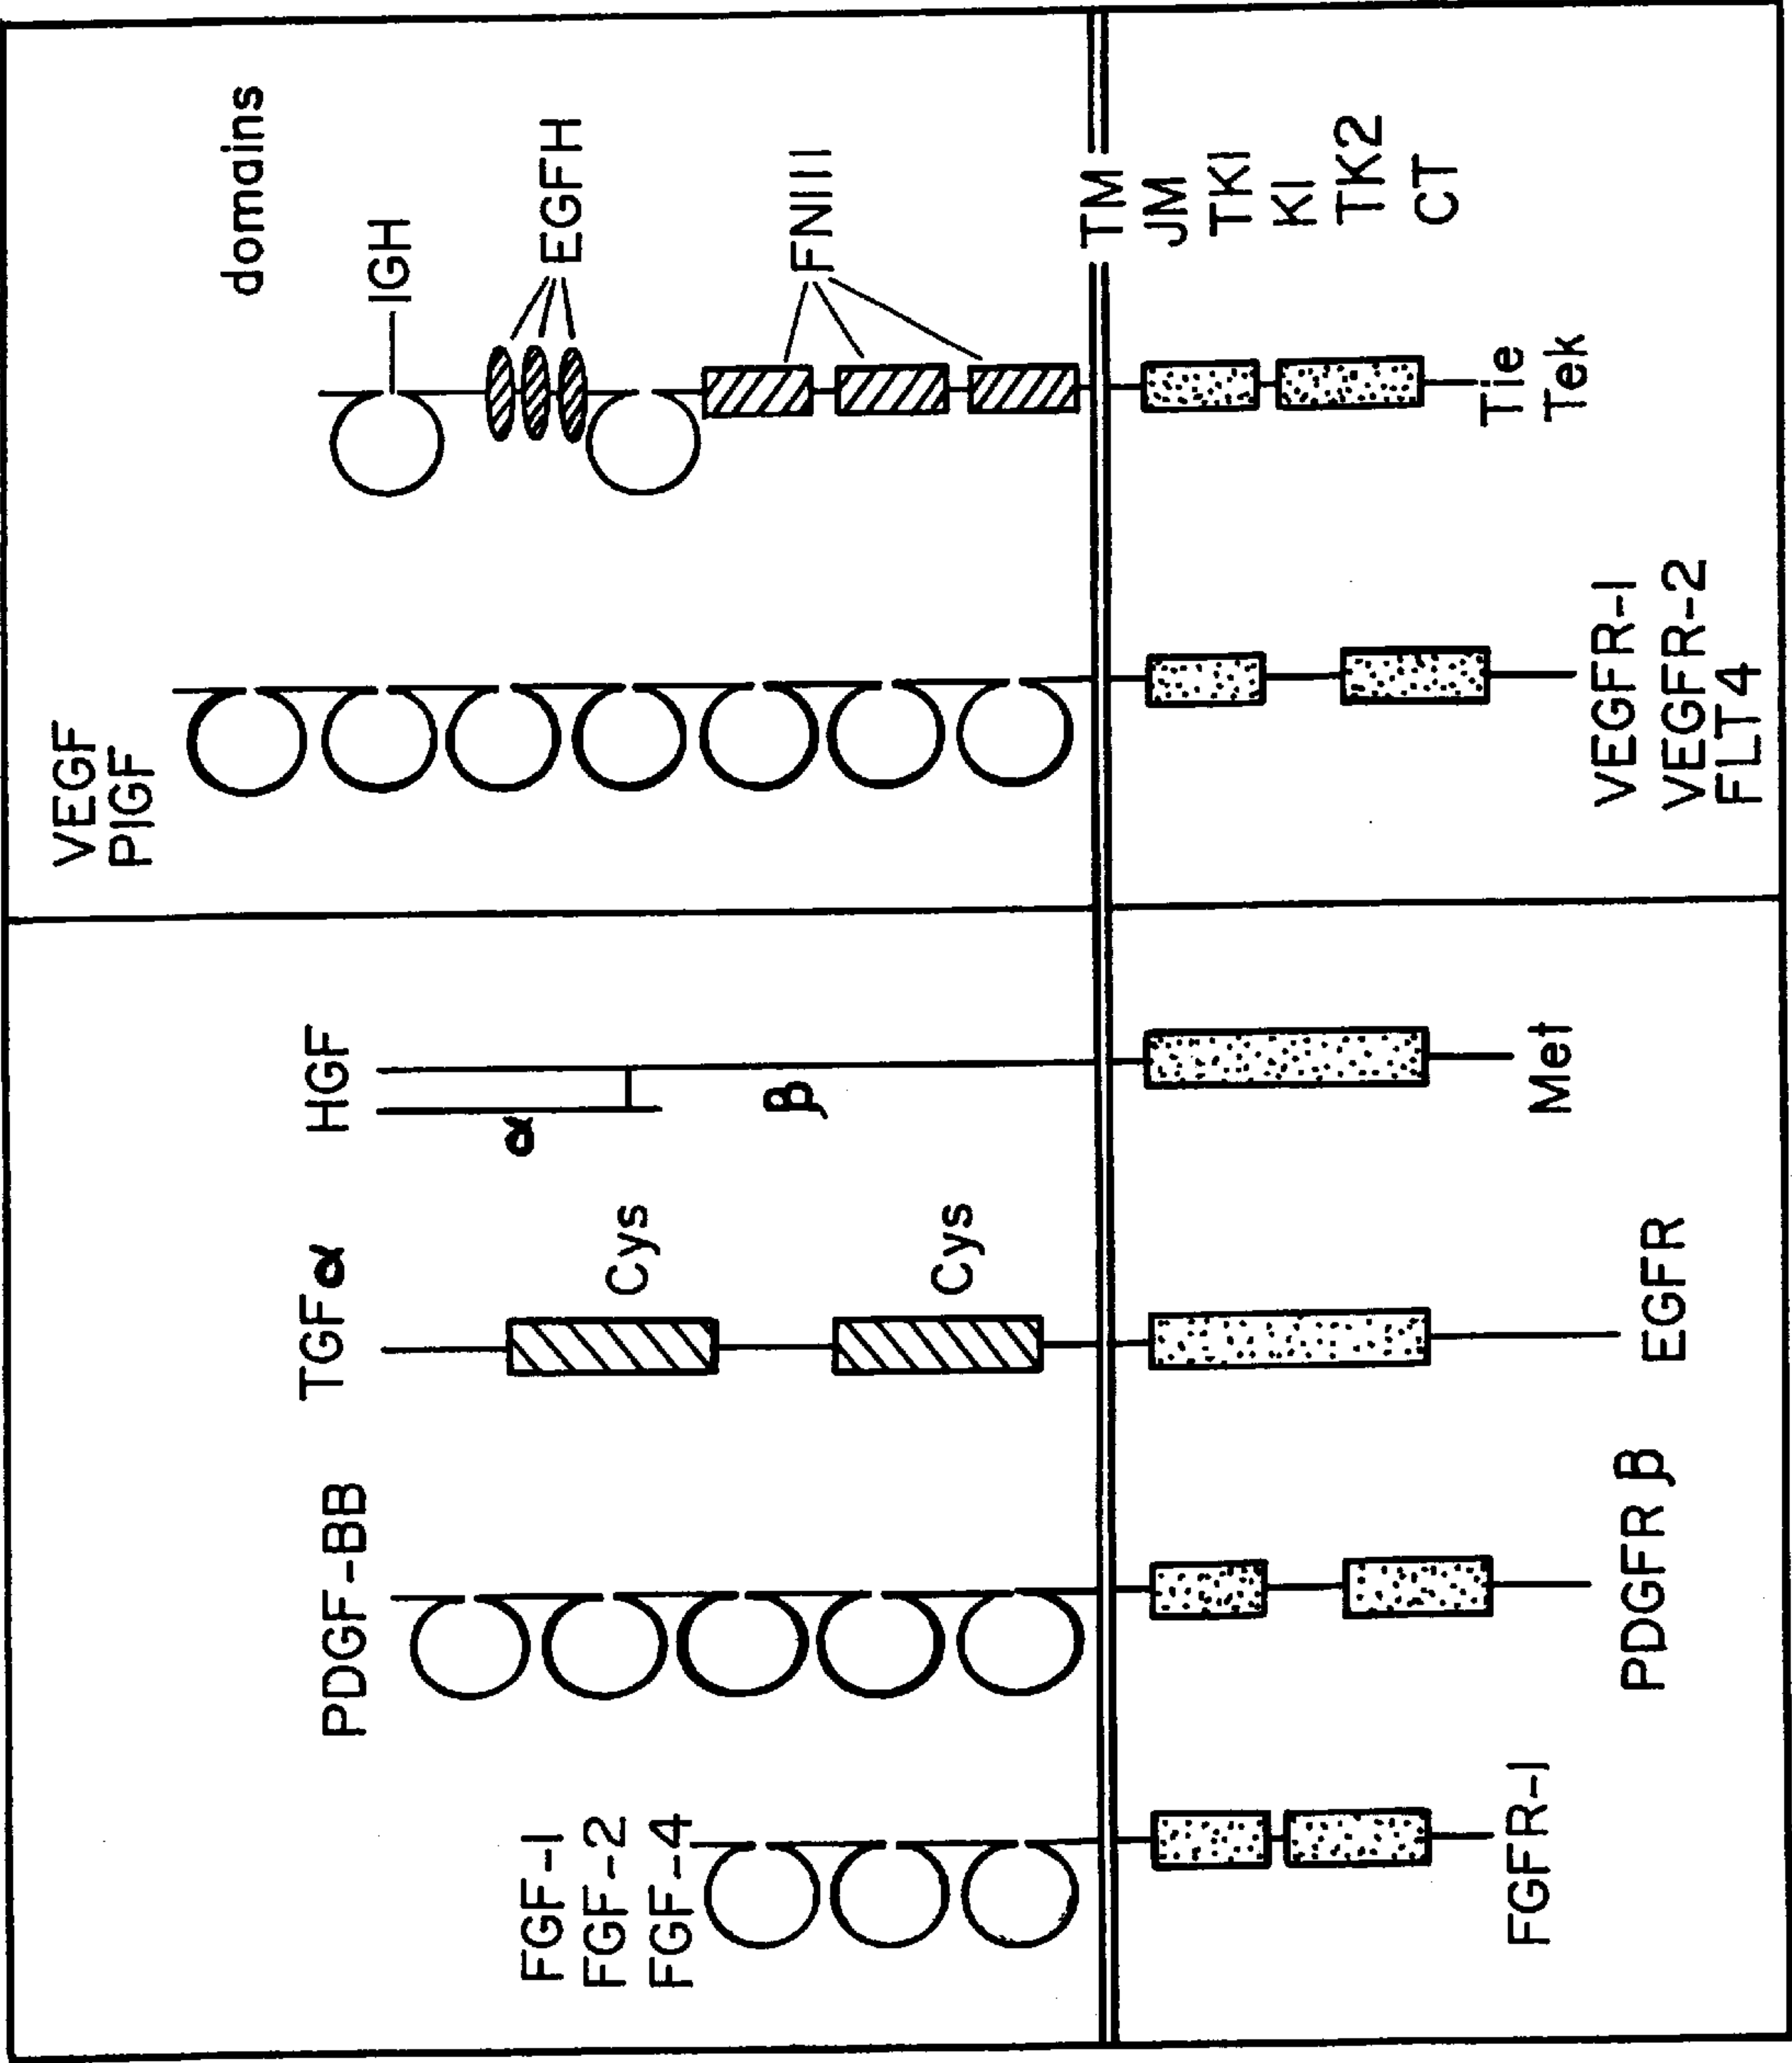 FGF-1
FGF-2
FGF-4
PDGF-BB
TGFα
HGF
VEGF
PlGF
domains
IGH
EGFH
FNIII
Cys
Cys
α
β
TM
JM
TK1
KI
TK2
CT
FGFR-1
PDGFR β
EGFR
Met
VEGFR-1
VEGFR-2
FLT4
Tie
Tek